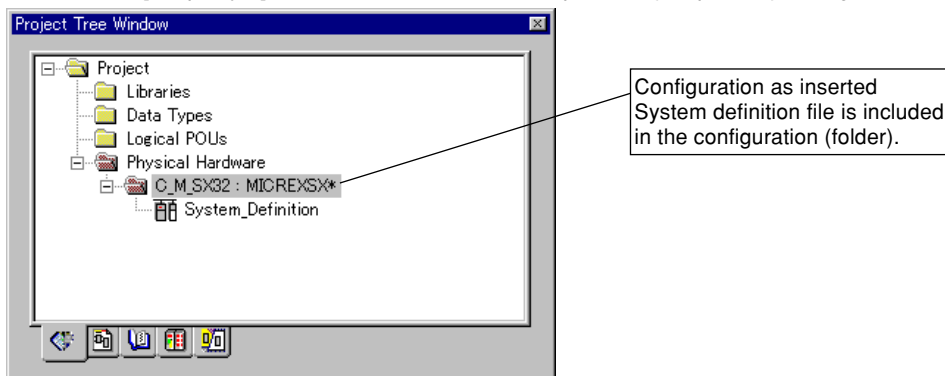 Project Tree Window
Project
Libraries
Data Types
Logical POUs
Physical Hardware
C_M_SX32 : MICREXSX*
System_Definition
Configuration as inserted
System definition file is included
in the configuration (folder).